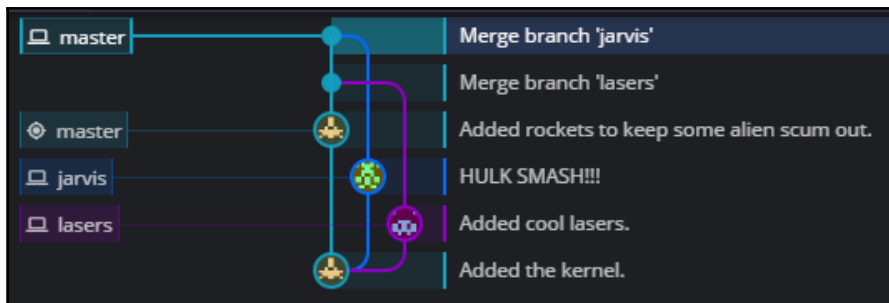 master Merge branch 'jarvis'
Merge branch 'lasers'
master Added rockets to keep some alien scum out.
jarvis HULK SMASH!!!
lasers Added cool lasers.
Added the kernel.